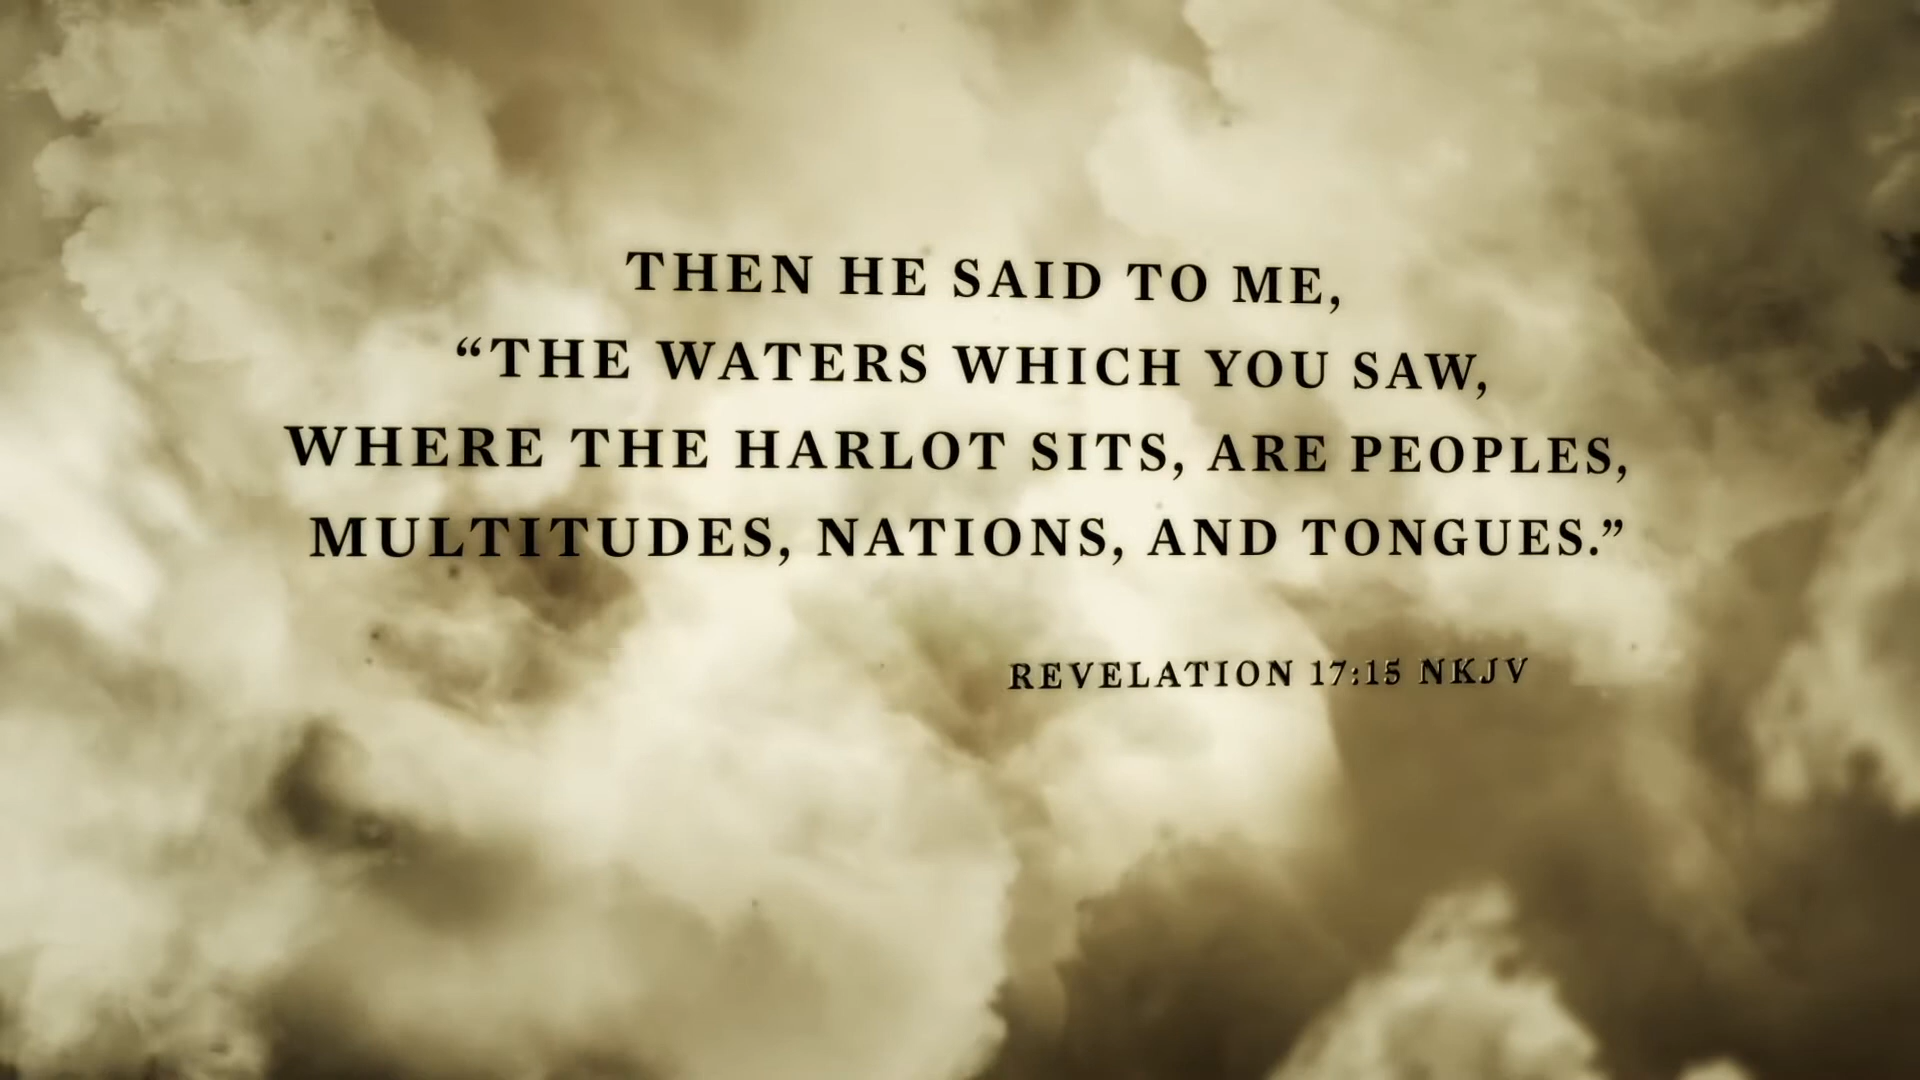 THEN HE SAID TO ME,
“THE WATERS WHICH YOU SAW,
WHERE THE HARLOT SITS, ARE PEOPLES,
MULTITUDES, NATIONS, AND TONGUES.”
REVELATION 17:15 NKJV